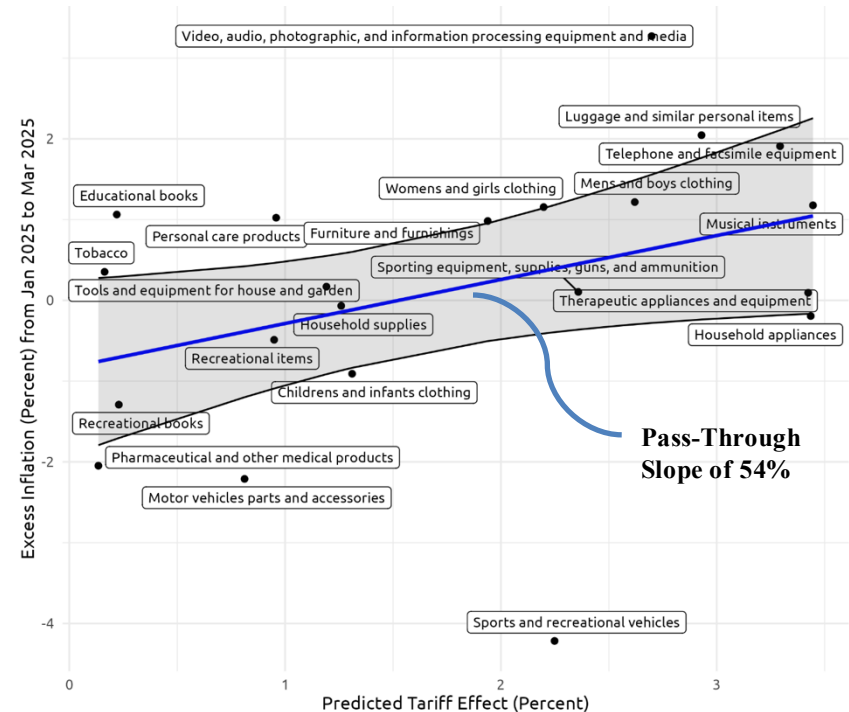 Video, audio, photographic, and information processing equipment and media
Luggage and similar personal items
Telephone and facsimile equipment
Mens and boys clothing
Womens and girls clothing
Educational books
Musical instruments
Furniture and furnishings
Personal care products
Tobacco
Sporting equipment, supplies, guns, and ammunition
Tools and equipment for house and garden
Therapeutic appliances and equipment
Household supplies
Household appliances
Recreational items
Childrens and infants clothing
Recreational books
Pharmaceutical and other medical products
Motor vehicles parts and accessories
Pass-Through
Slope of 54%
Sports and recreational vehicles
Excess Inflation (Percent) from Jan 2025 to Mar 2025
2
0
-2
-4
0
1
2
3
Predicted Tariff Effect (Percent)